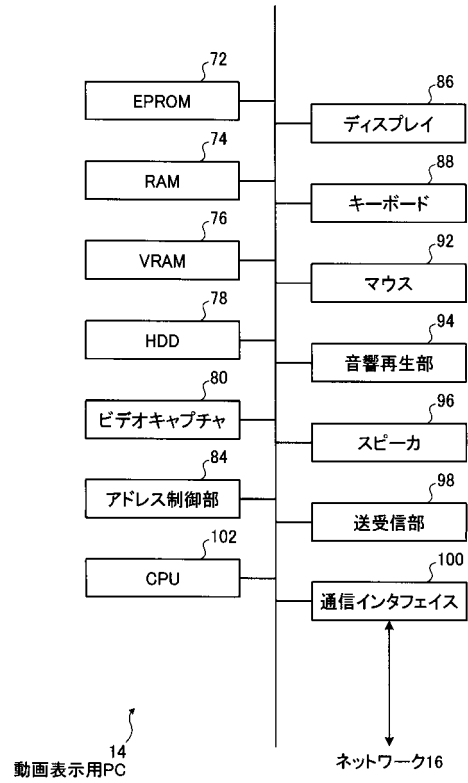 72
EPROM
74
RAM
76
VRAM
78
HDD
80
ビデオキャプチャ
84
アドレス制御部
102
CPU
86
ディスプレイ
88
キーボード
92
マウス
94
音響再生部
96
スピーカ
98
送受信部
100
通信インタフェイス
14
動画表示用PC
ネットワーク16